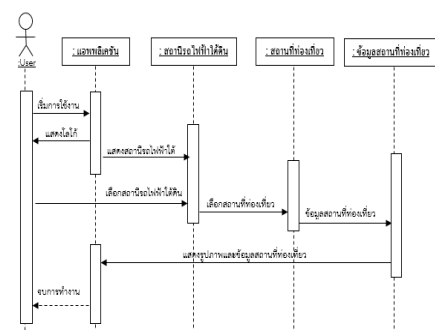 :User
: แอพพลิเคชัน
: สถานีรถไฟฟ้าใต้ดิน
: สถานที่ท่องเที่ยว
: ข้อมูลสถานที่ท่องเที่ยว
เริ่มการใช้งาน
แสดงโลโก้
แสดงสถานีรถไฟฟ้าใต้
เลือกสถานีรถไฟฟ้าใต้ดิน
เลือกสถานที่ท่องเที่ยว
ข้อมูลสถานที่ท่องเที่ยว
แสดงรูปภาพและข้อมูลสถานที่ท่องเที่ยว
จบการทำงาน